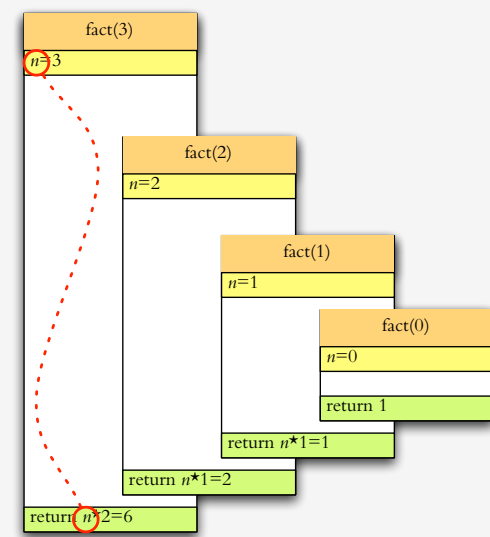 fact(3)
n=3
fact(2)
n=2
fact(1)
n=1
fact(0)
n=0
return 1
return n★1=1
return n★1=2
return n★2=6